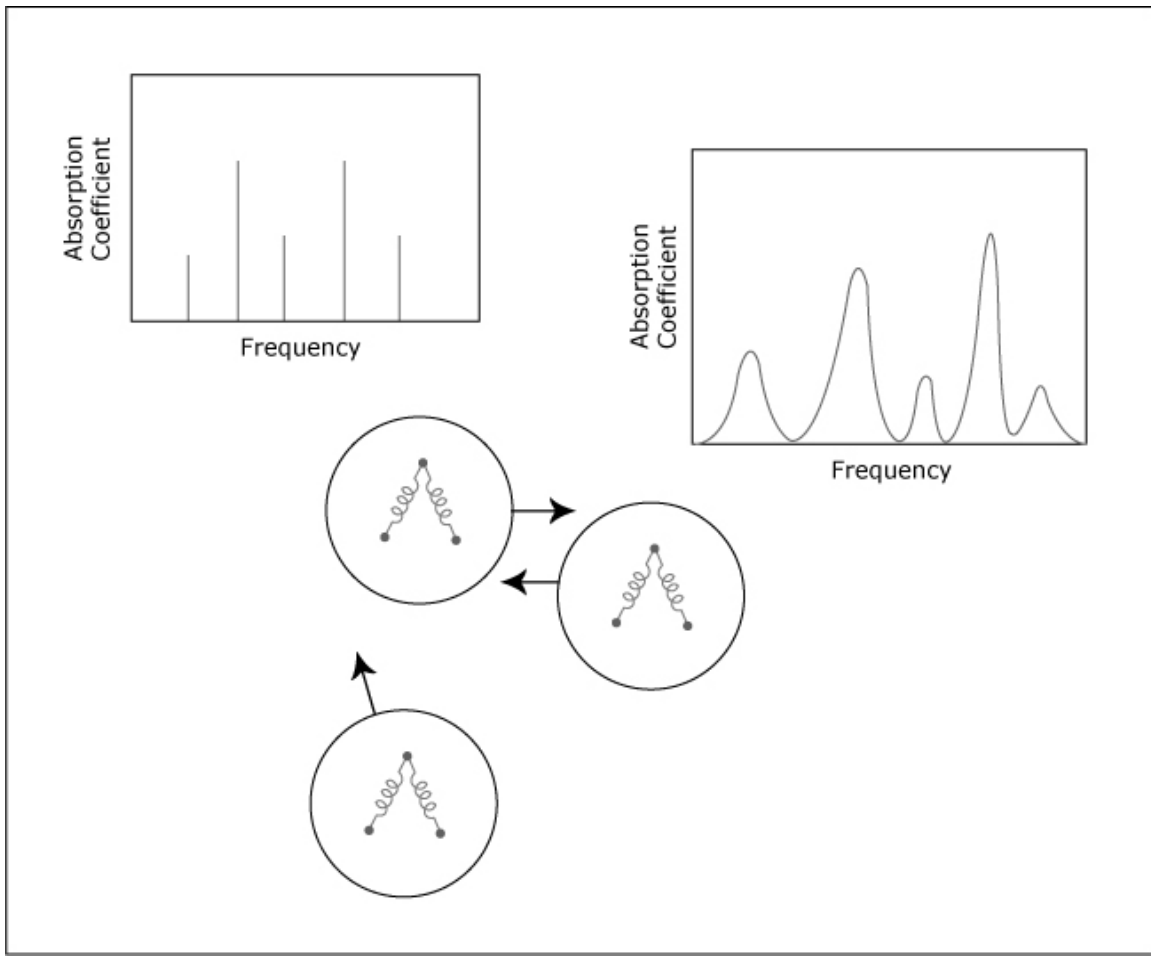 Absorption
Coefficient
Frequency
Absorption
Coefficient
Frequency